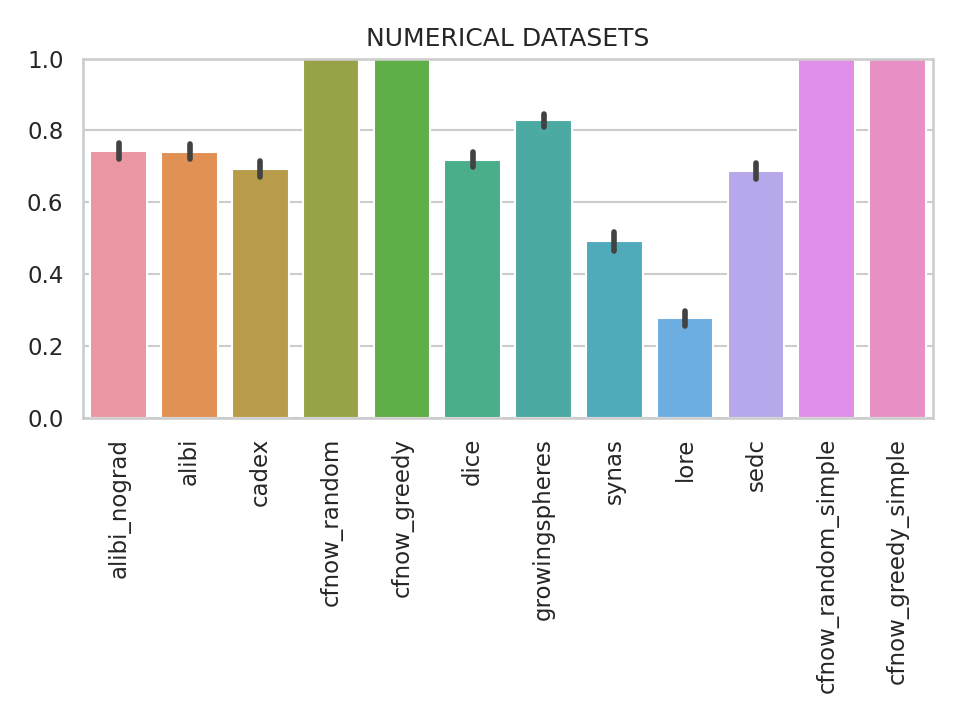 NUMERICAL DATASETS
1.0
0.8
0.6
0.4
0.2
0.0
alibi_nograd
alibi
cadex
cfnow_random
cfnow_greedy
dice
growingspheres
synas
lore
sedc
cfnow_random_simple
cfnow_greedy_simple